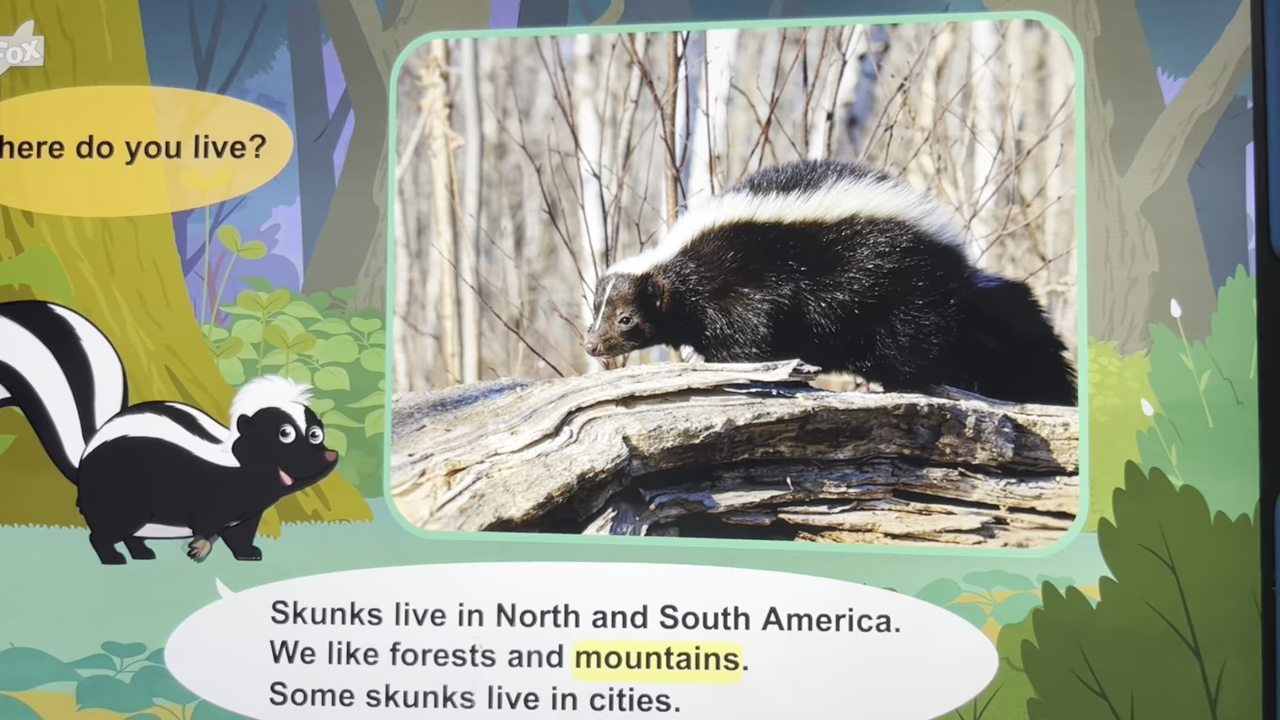 Fox
here do you live?
Skunks live in North and South America.
We like forests and mountains.
Some skunks live in cities.